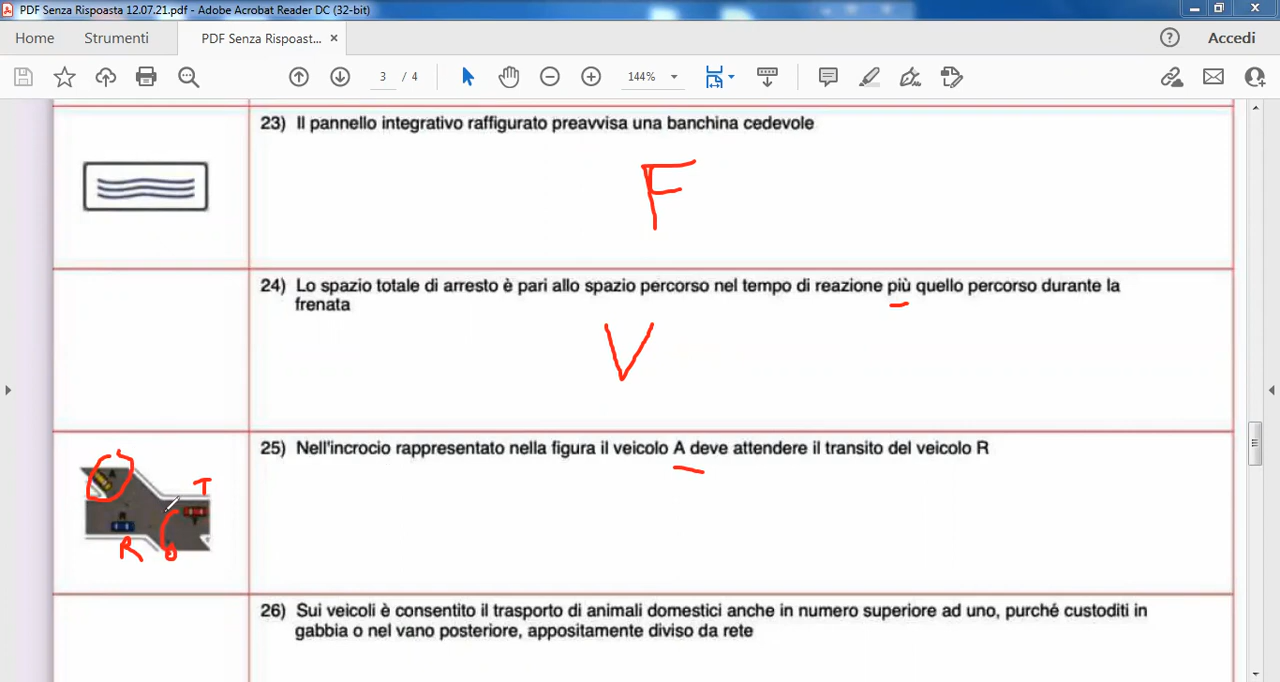 PDF Senza Rispoasta 12.07.21.pdf - Adobe Acrobat Reader DC (32-bit)
Home Strumenti PDF Senza Rispoast... × Accedi
3 / 4 144%
23) Il pannello integrativo raffigurato preavvisa una banchina cedevole
F
24) Lo spazio totale di arresto è pari allo spazio percorso nel tempo di reazione più quello percorso durante la
frenata
V
25) Nell'incrocio rappresentato nella figura il veicolo A deve attendere il transito del veicolo R
A
T
R
R
26) Sui veicoli è consentito il trasporto di animali domestici anche in numero superiore ad uno, purché custoditi in
gabbia o nel vano posteriore, appositamente diviso da rete